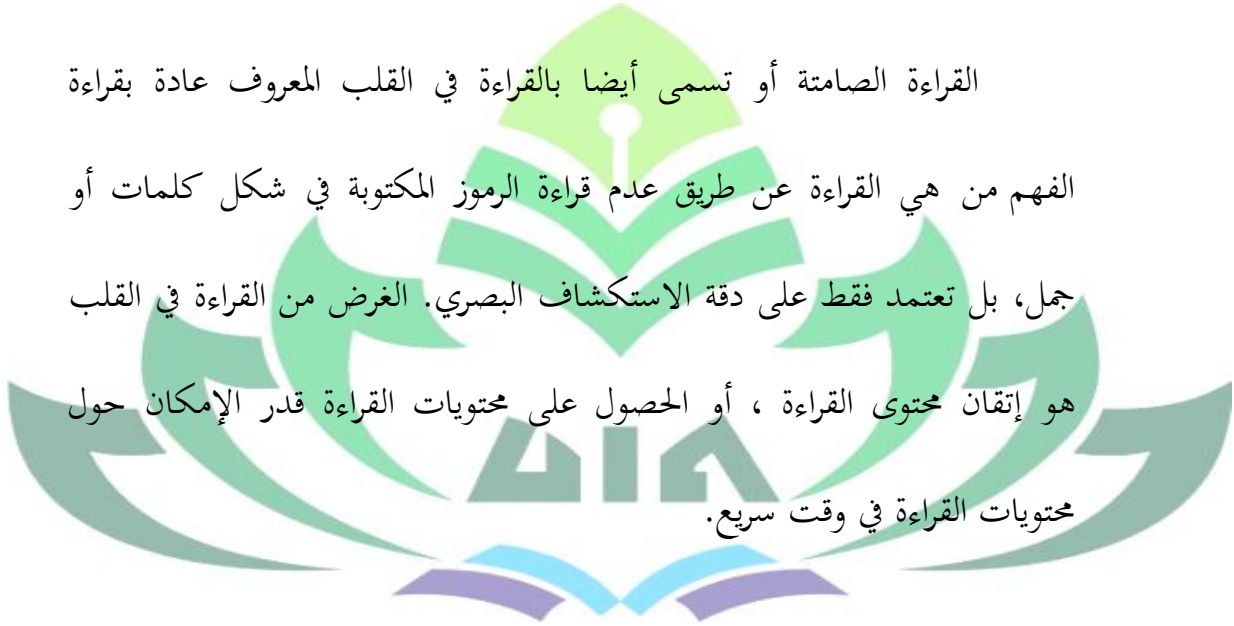 القراءة الصامتة أو تسمى أيضا بالقراءة في القلب المعروف عادة بقراءة
الفهم من هي القراءة عن طريق عدم قراءة الرموز المكتوبة في شكل كلمات أو
جمل، بل تعتمد فقط على دقة الاستكشاف البصري. الغرض من القراءة في القلب
هو إتقان محتوى القراءة ، أو الحصول على محتويات القراءة قدر الإمكان حول
محتويات القراءة في وقت سريع.